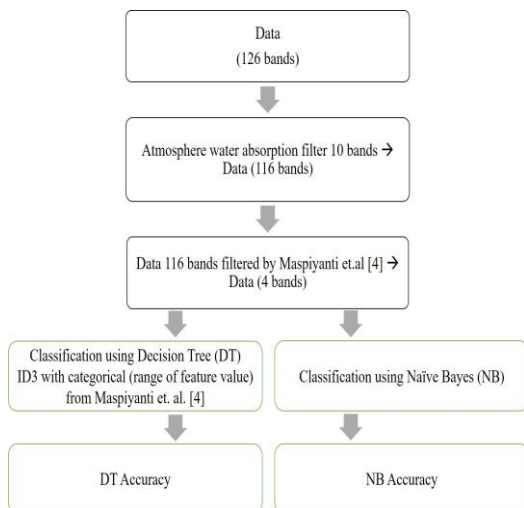 Data
(126 bands)
Atmosphere water absorption filter 10 bands →
Data (116 bands)
Data 116 bands filtered by Maspiyanti et.al [4] →
Data (4 bands)
Classification using Decision Tree (DT)
ID3 with categorical (range of feature value)
from Maspiyanti et. al. [4]
Classification using Naïve Bayes (NB)
DT Accuracy
NB Accuracy